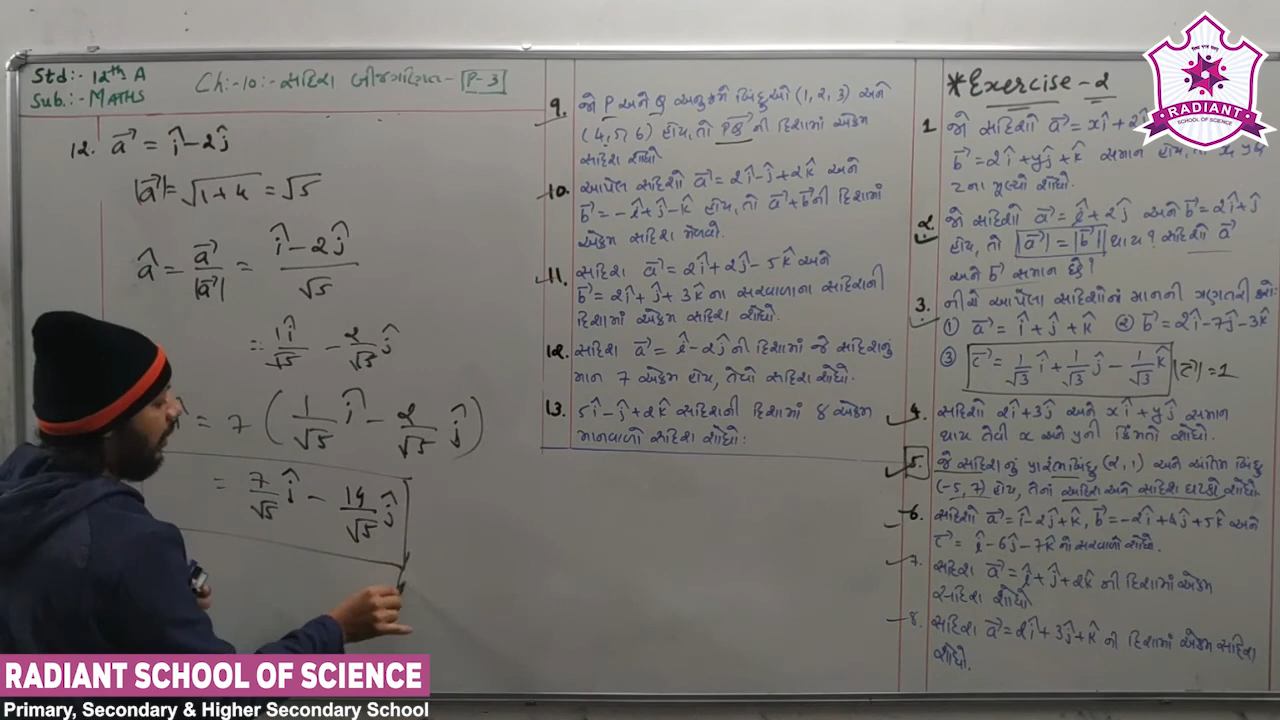 Std:- 12th A
Sub.:- MATHS
Ch:-10:- સદિશ બીજગણિત - P-3
12. a⃗ = î - 2ĵ
|a⃗| = √1+4 = √5
â = a⃗/|a⃗| = (î - 2ĵ)/√5
= 1î/√5 - 2/√5 ĵ
= 7 (1/√5 î - 2/√5 ĵ)
= 7/√5 î - 14/√5 ĵ
9. જો P અને Q અનુક્રમે બિંદુઓ (1, 2, 3) અને
(4, 5, 6) હોય, તો PQ⃗ ની દિશામાં એકમ
સદિશ શોધો
10. આપેલ સદિશો a⃗ = 2î - ĵ + 2k̂ અને
b⃗ = -î + ĵ - k̂ હોય, તો a⃗ + b⃗ ની દિશામાં
એકમ સદિશ મેળવો.
11. સદિશ a⃗ = 2î + 2ĵ - 5k̂ અને
b⃗ = 2î + ĵ + 3k̂ ના સરવાળાના સદિશની
દિશામાં એકમ સદિશ શોધો.
12. સદિશ a⃗ = î - 2ĵ ની દિશામાં જે સદિશનું
માન 7 એકમ હોય, તેવો સદિશ શોધો.
13. 5î - ĵ + 2k̂ સદિશની દિશામાં 8 એકમ
માનવાળો સદિશ શોધો.
*Exercise - 2
1 જો સદિશો a⃗ = xî + 2
b⃗ = 2î + yĵ + k̂ સમાન હોય, તો
zના મૂલ્યો શોધો.
2. જો સદિશો a⃗ = î + 2ĵ અને b⃗ = 2î + ĵ
હોય, તો |a⃗| = |b⃗| થાય? સદિશો a⃗
અને b⃗ સમાન છે?
3. નીચે આપેલા સદિશોનાં માનની ગણતરી કરો:
① a⃗ = î + ĵ + k̂ ② b⃗ = 2î - 7ĵ - 3k̂
③ c⃗ = 1/√3 î + 1/√3 ĵ - 1/√3 k̂ |c⃗| = 1
4. સદિશો 2î + 3ĵ અને xî + yĵ સમાન
થાય તેવી x અને yની કિંમતો શોધો.
5. જે સદિશનું પ્રારંભબિંદુ (2, 1) અને અંતિમ બિંદુ
(-5, 7) હોય, તેનાં અદિશ અને સદિશ ઘટકો શોધો.
6. સદિશો a⃗ = î - 2ĵ + k̂, b⃗ = -2î + 4ĵ + 5k̂ અને
c⃗ = î - 6ĵ - 7k̂ નો સરવાળો શોધો.
7. સદિશ a⃗ = î + ĵ + 2k̂ ની દિશામાં એકમ
સદિશ શોધો
8. સદિશ a⃗ = 2î + 3ĵ + k̂ ની દિશામાં એકમ સદિશ
શોધો.
RADIANT
SCHOOL OF SCIENCE
RADIANT SCHOOL OF SCIENCE
Primary, Secondary & Higher Secondary School